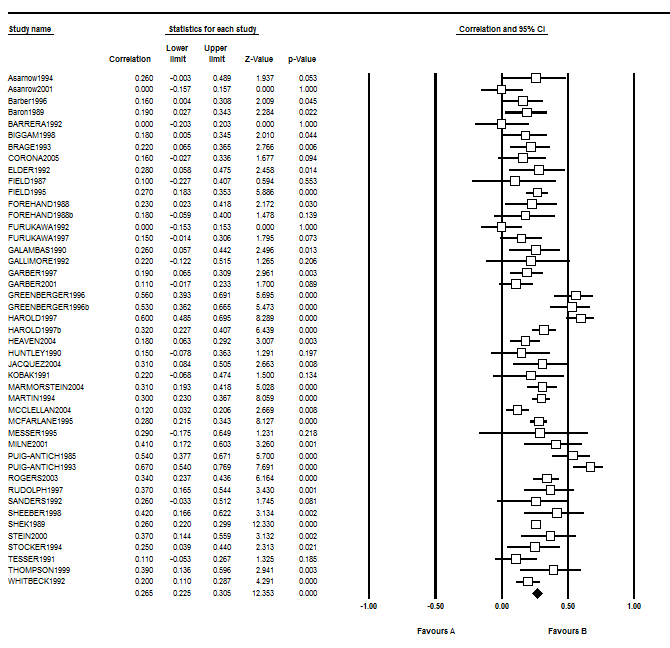 Study name Statistics for each study Correlation and 95% CI
Lower Upper
Correlation limit limit Z-Value p-Value
Asarnow1994 0.260 -0.003 0.489 1.937 0.053
Asanrow2001 0.000 -0.157 0.157 0.000 1.000
Barber1996 0.160 0.004 0.308 2.009 0.045
Baron1989 0.190 0.027 0.343 2.284 0.022
BARRERA1992 0.000 -0.203 0.203 0.000 1.000
BIGGAM1998 0.180 0.005 0.345 2.010 0.044
BRAGE1993 0.220 0.065 0.365 2.766 0.006
CORONA2005 0.160 -0.027 0.336 1.677 0.094
ELDER1992 0.280 0.058 0.475 2.458 0.014
FIELD1987 0.100 -0.227 0.407 0.594 0.553
FIELD1995 0.270 0.183 0.353 5.886 0.000
FOREHAND1988 0.230 0.023 0.418 2.172 0.030
FOREHAND1988b 0.180 -0.059 0.400 1.478 0.139
FURUKAWA1992 0.000 -0.153 0.153 0.000 1.000
FURUKAWA1997 0.150 -0.014 0.306 1.795 0.073
GALAMBAS1990 0.260 0.057 0.442 2.496 0.013
GALLIMORE1992 0.220 -0.122 0.515 1.265 0.206
GARBER1997 0.190 0.065 0.309 2.961 0.003
GARBER2001 0.110 -0.017 0.233 1.700 0.089
GREENBERGER1996 0.560 0.393 0.691 5.695 0.000
GREENBERGER1996b 0.530 0.362 0.665 5.473 0.000
HAROLD1997 0.600 0.485 0.695 8.289 0.000
HAROLD1997b 0.320 0.227 0.407 6.439 0.000
HEAVEN2004 0.180 0.063 0.292 3.007 0.003
HUNTLEY1990 0.150 -0.078 0.363 1.291 0.197
JACQUEZ2004 0.310 0.084 0.505 2.663 0.008
KOBAK1991 0.220 -0.068 0.474 1.500 0.134
MARMORSTEIN2004 0.310 0.193 0.418 5.028 0.000
MARTIN1994 0.300 0.230 0.367 8.059 0.000
MCCLELLAN2004 0.120 0.032 0.206 2.669 0.008
MCFARLANE1995 0.280 0.215 0.343 8.127 0.000
MESSER1995 0.290 -0.175 0.649 1.231 0.218
MILNE2001 0.410 0.172 0.603 3.260 0.001
PUIG-ANTICH1985 0.540 0.377 0.671 5.700 0.000
PUIG-ANTICH1993 0.670 0.540 0.769 7.691 0.000
ROGERS2003 0.340 0.237 0.436 6.164 0.000
RUDOLPH1997 0.370 0.165 0.544 3.430 0.001
SANDERS1992 0.260 -0.033 0.512 1.745 0.081
SHEEBER1998 0.420 0.166 0.622 3.134 0.002
SHEK1989 0.260 0.220 0.299 12.330 0.000
STEIN2000 0.370 0.144 0.559 3.132 0.002
STOCKER1994 0.250 0.039 0.440 2.313 0.021
TESSER1991 0.110 -0.053 0.267 1.325 0.185
THOMPSON1999 0.390 0.136 0.596 2.941 0.003
WHITBECK1992 0.200 0.110 0.287 4.291 0.000
0.265 0.225 0.305 12.353 0.000
-1.00 -0.50 0.00 0.50 1.00
Favours A Favours B